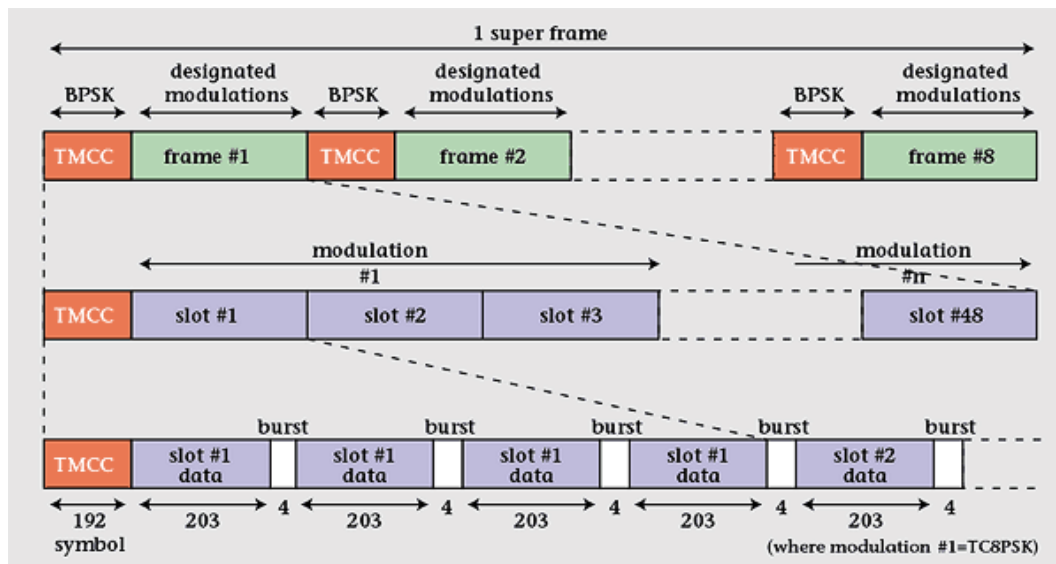 1 super frame
designated
modulations
BPSK
BPSK
designated
modulations
BPSK
designated
modulations
TMCC
frame #1
TMCC
frame #2
TMCC
frame #8
modulation
#1
modulation
#n
TMCC
slot #1
slot #2
slot #3
slot #48
burst
burst
burst
burst
burst
TMCC
slot #1
data
slot #1
data
slot #1
data
slot #1
data
slot #2
data
192
symbol
203
4
203
4
203
4
203
4
203
4
(where modulation #1=TC8PSK)